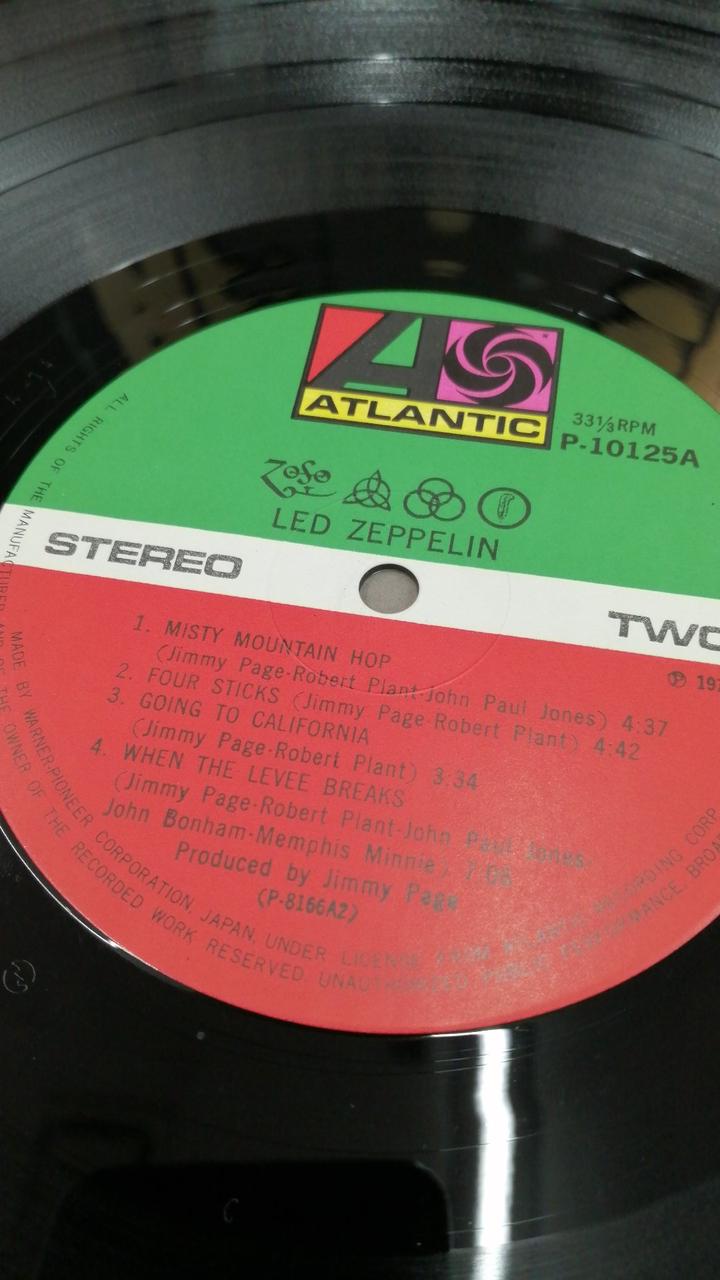 ATLANTIC
33⅓RPM
P-10125A
ZoSo
LED ZEPPELIN
STEREO
TWO
℗ 197
1. MISTY MOUNTAIN HOP
(Jimmy Page-Robert Plant-John Paul Jones) 4:37
2. FOUR STICKS (Jimmy Page-Robert Plant) 4:42
3. GOING TO CALIFORNIA
(Jimmy Page-Robert Plant) 3:34
4. WHEN THE LEVEE BREAKS
(Jimmy Page-Robert Plant-John Paul Jones-
John Bonham-Memphis Minnie) 7:08
Produced by Jimmy Page
(P-8166A2)
MADE BY WARNER-PIONEER CORPORATION, JAPAN, UNDER LICENSE FROM ATLANTIC RECORDING CORP.
ALL RIGHTS OF THE MANUFACTURER AND OF THE OWNER OF THE RECORDED WORK RESERVED. UNAUTHORIZED PUBLIC PERFORMANCE, BROA